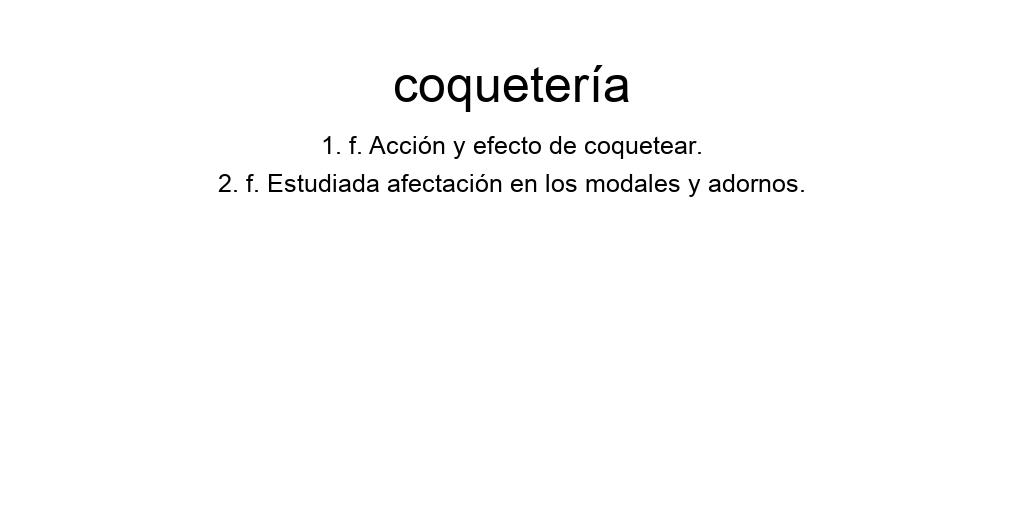 coquetería
1. f. Acción y efecto de coquetear.
2. f. Estudiada afectación en los modales y adornos.